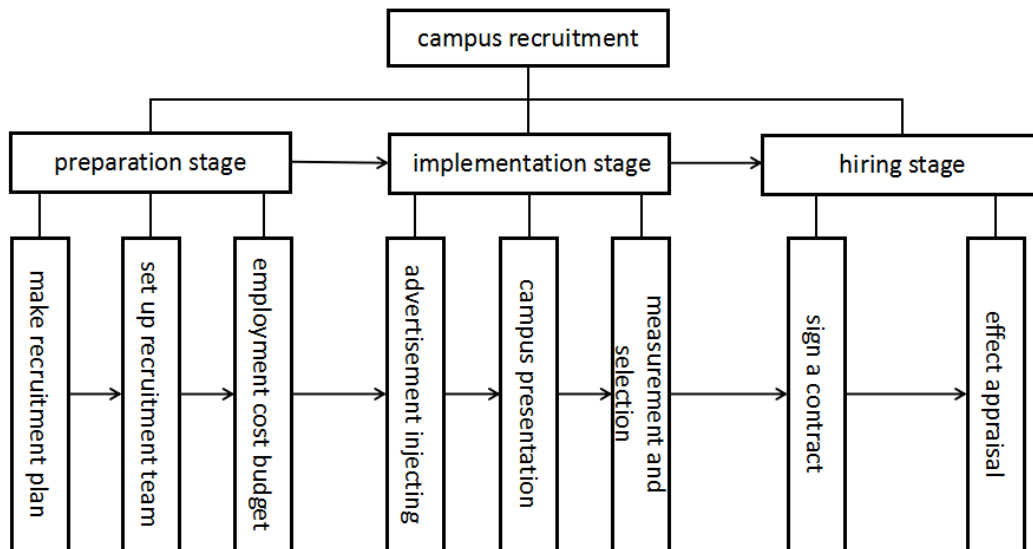 campus recruitment
preparation stage
implementation stage
hiring stage
make recruitment plan
set up recruitment team
employment cost budget
advertisement injecting
campus presentation
measurement and
selection
sign a contract
effect appraisal